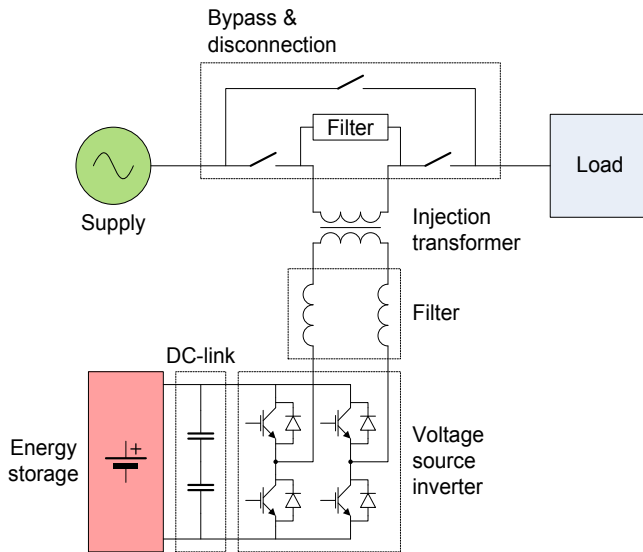 Bypass &
disconnection
Filter
Supply
Load
Injection
transformer
Filter
DC-link
Energy
storage
+
Voltage
source
inverter